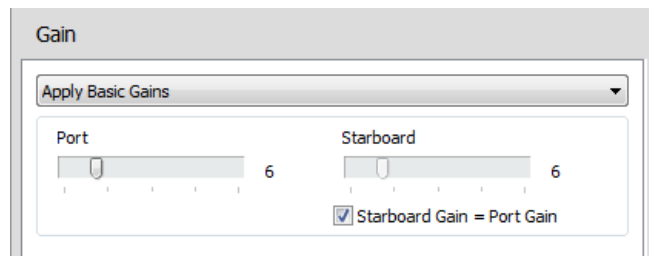 Gain
Apply Basic Gains
Port Starboard
6 6
Starboard Gain = Port Gain